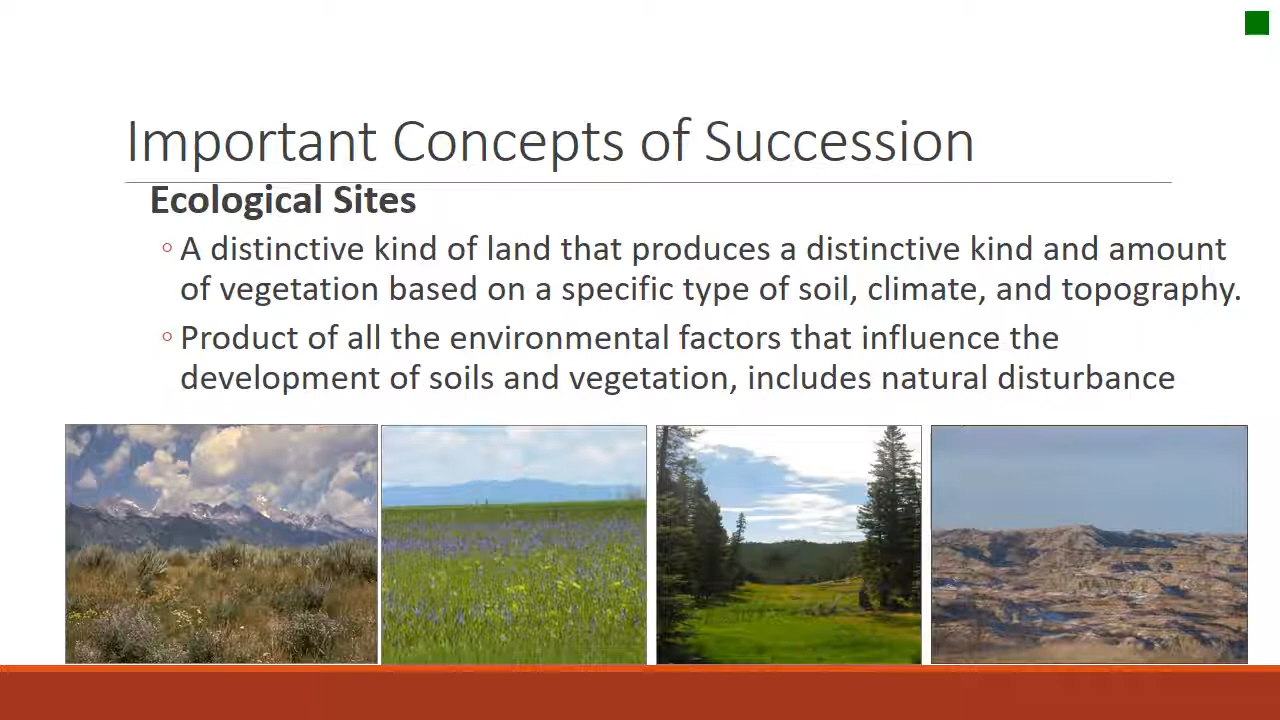 Important Concepts of Succession
Ecological Sites
◦ A distinctive kind of land that produces a distinctive kind and amount
of vegetation based on a specific type of soil, climate, and topography.
◦ Product of all the environmental factors that influence the
development of soils and vegetation, includes natural disturbance